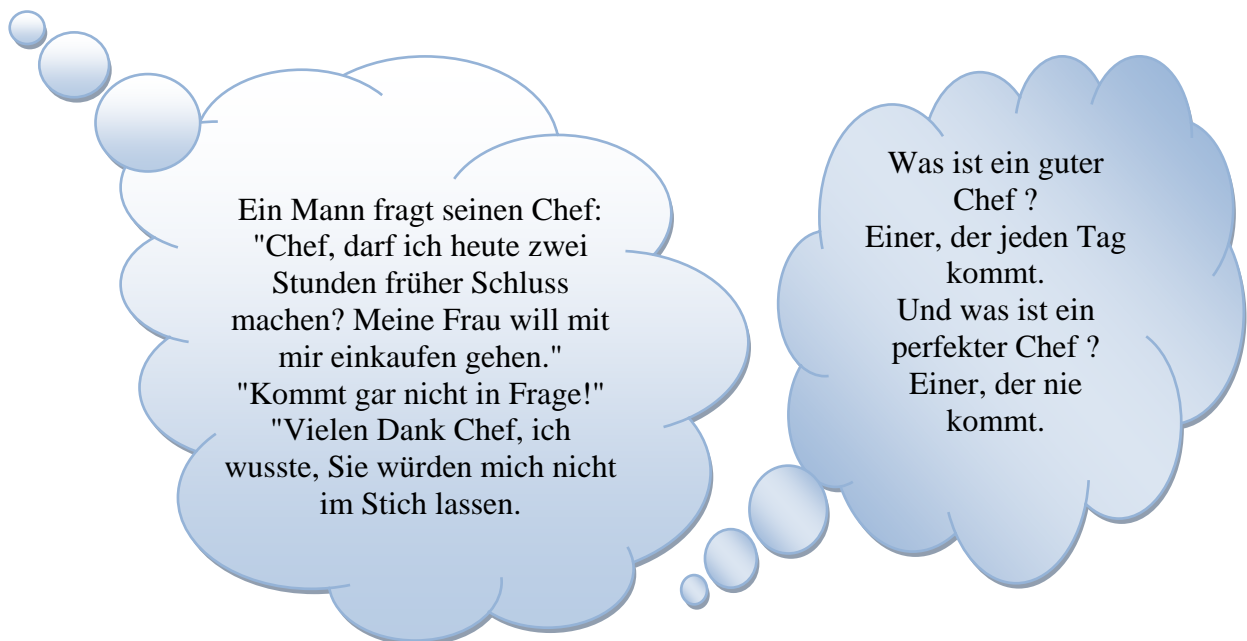 Ein Mann fragt seinen Chef:
"Chef, darf ich heute zwei
Stunden früher Schluss
machen? Meine Frau will mit
mir einkaufen gehen."
"Kommt gar nicht in Frage!"
"Vielen Dank Chef, ich
wusste, Sie würden mich nicht
im Stich lassen.
Was ist ein guter
Chef ?
Einer, der jeden Tag
kommt.
Und was ist ein
perfekter Chef ?
Einer, der nie
kommt.